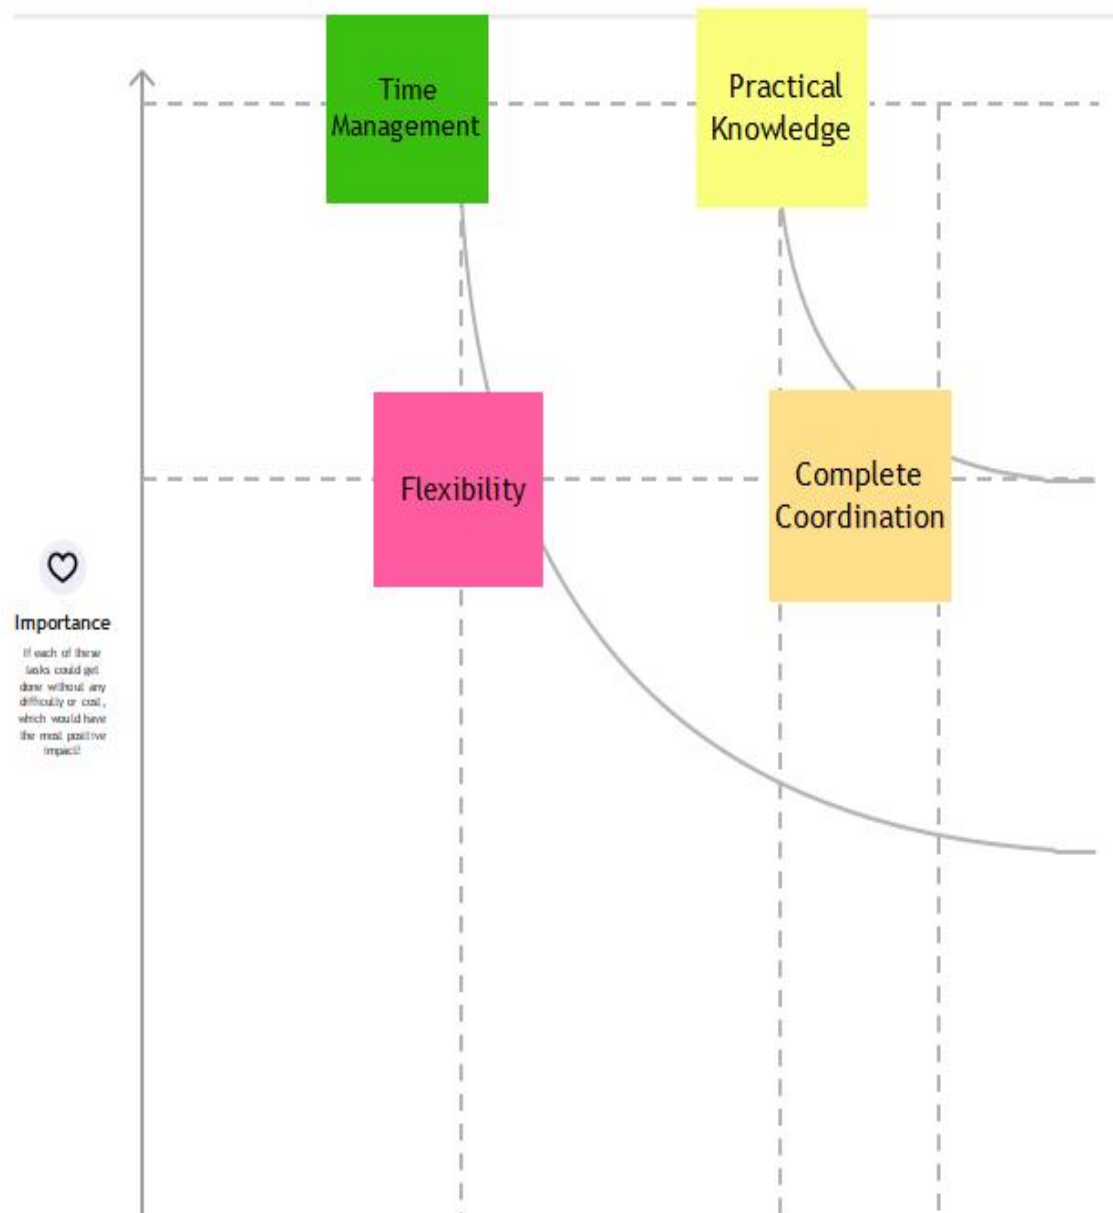 Time
Management
Practical
Knowledge
Flexibility
Complete
Coordination
Importance
If each of these
tasks could get
done without any
difficulty or cost,
which would have
the most positive
impact?